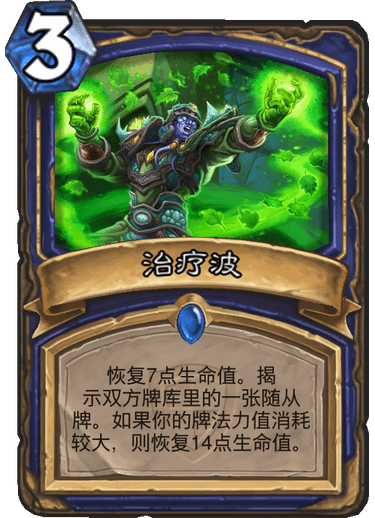 3
治疗波
恢复7点生命值。揭
示双方牌库里的一张随从
牌。如果你的牌法力值消耗
较大，则恢复14点生命值。